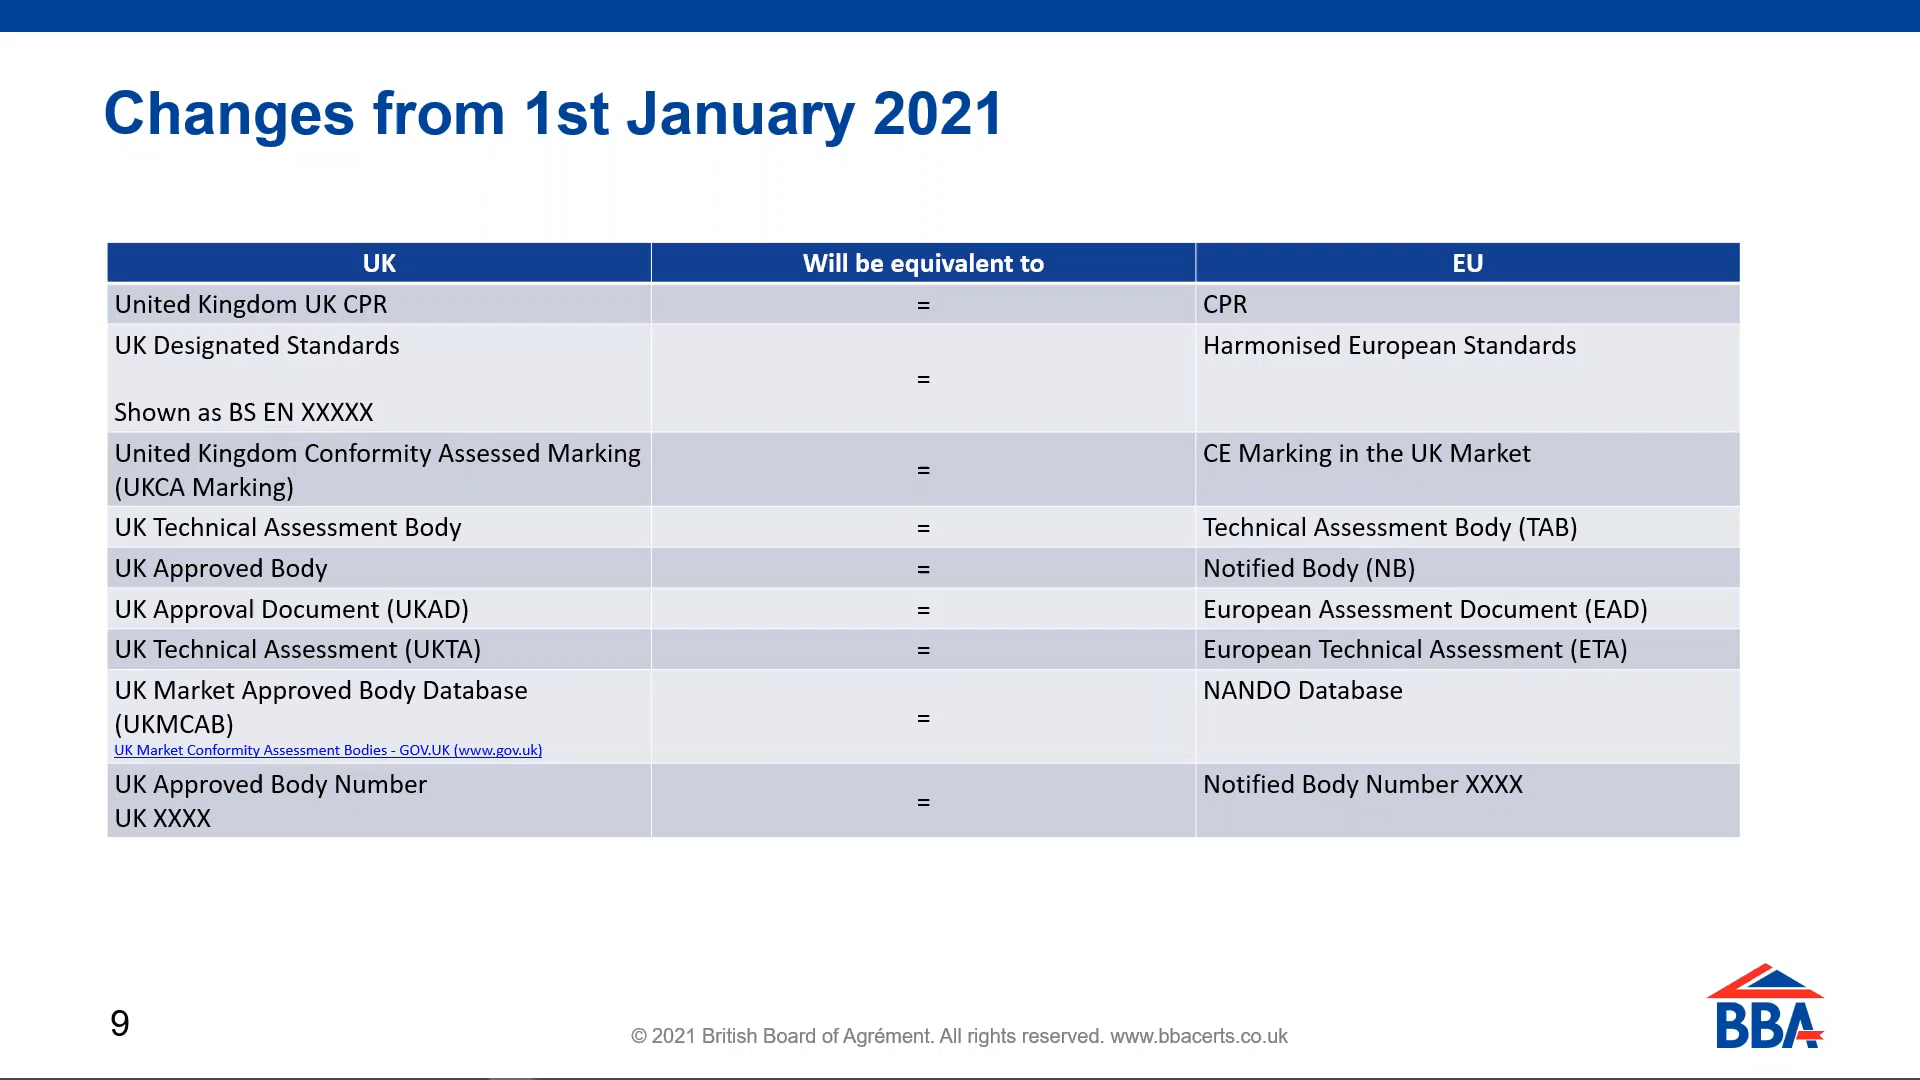 Changes from 1st January 2021
UK Will be equivalent to EU
United Kingdom UK CPR = CPR
UK Designated Standards = Harmonised European Standards
Shown as BS EN XXXXX
United Kingdom Conformity Assessed Marking = CE Marking in the UK Market
(UKCA Marking)
UK Technical Assessment Body = Technical Assessment Body (TAB)
UK Approved Body = Notified Body (NB)
UK Approval Document (UKAD) = European Assessment Document (EAD)
UK Technical Assessment (UKTA) = European Technical Assessment (ETA)
UK Market Approved Body Database = NANDO Database
(UKMCAB)
UK Market Conformity Assessment Bodies - GOV.UK (www.gov.uk)
UK Approved Body Number = Notified Body Number XXXX
UK XXXX
9
© 2021 British Board of Agrément. All rights reserved. www.bbacerts.co.uk
BBA